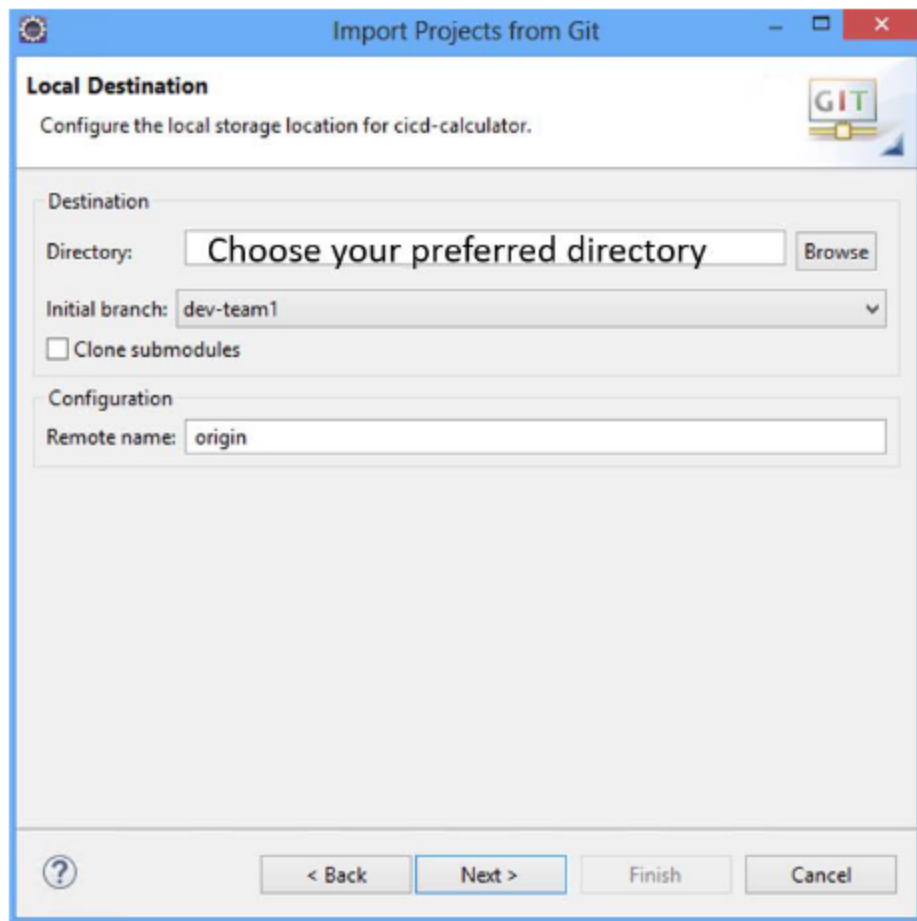 Import Projects from Git
Local Destination
Configure the local storage location for cicd-calculator.
GIT
Destination
Directory: Choose your preferred directory Browse
Initial branch: dev-team1
Clone submodules
Configuration
Remote name: origin
? < Back Next > Finish Cancel